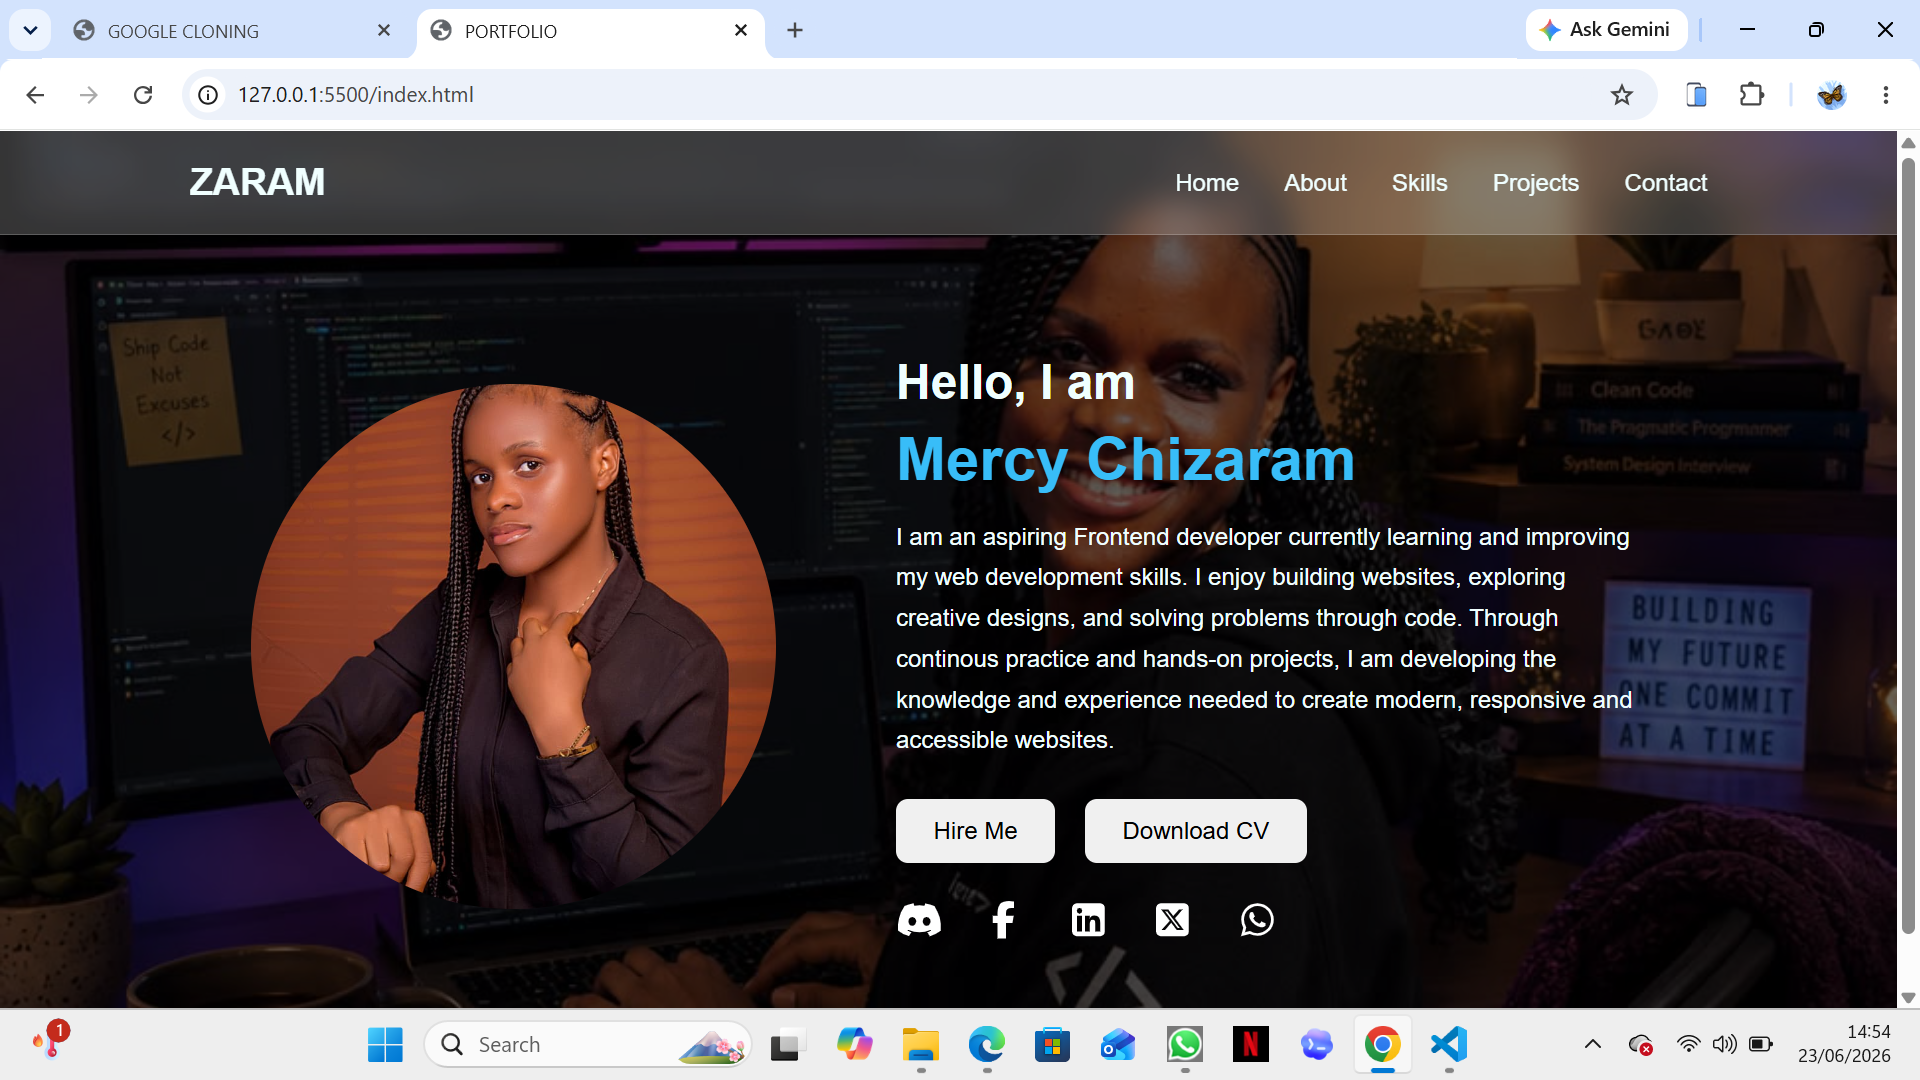 GOOGLE CLONING
PORTFOLIO
Ask Gemini
127.0.0.1:5500/index.html
ZARAM
Home
About
Skills
Projects
Contact
Ship Code
Not
Excuses
</>
Clean Code
The Pragmatic Progrmmer
System Design Interview
Hello, I am
Mercy Chizaram
I am an aspiring Frontend developer currently learning and improving
my web development skills. I enjoy building websites, exploring
creative designs, and solving problems through code. Through
continous practice and hands-on projects, I am developing the
knowledge and experience needed to create modern, responsive and
accessible websites.
BUILDING
MY FUTURE
ONE COMMIT
AT A TIME
Hire Me
Download CV
</
1
Search
14:54
23/06/2026